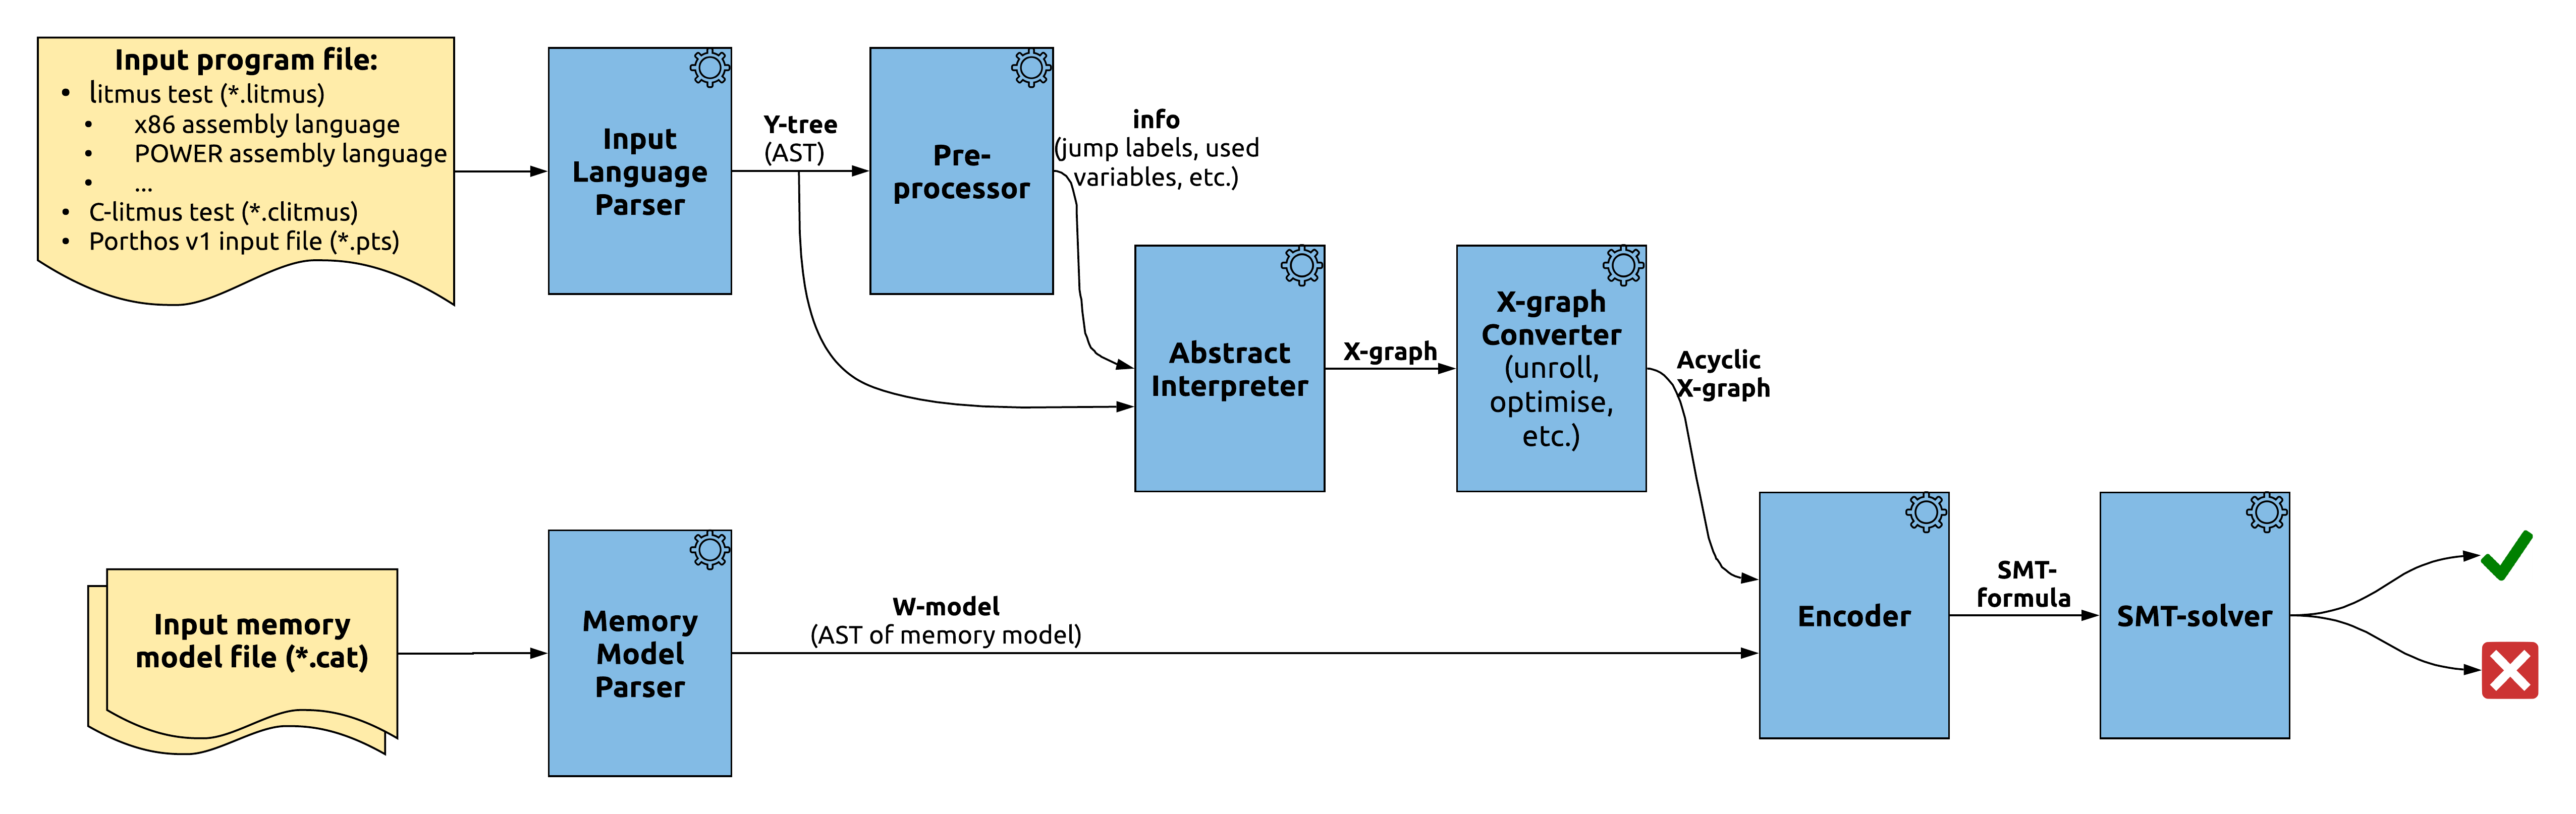 Input program file:
• litmus test (*.litmus)
• x86 assembly language
• POWER assembly language
• ...
• C-litmus test (*.clitmus)
• Porthos v1 input file (*.pts)
Input
Language
Parser
Y-tree
(AST)
Pre-
processor
info
(jump labels, used
variables, etc.)
Abstract
Interpreter
X-graph
X-graph
Converter
(unroll,
optimise,
etc.)
Acyclic
X-graph
Input memory
model file (*.cat)
Memory
Model
Parser
W-model
(AST of memory model)
Encoder
SMT-
formula
SMT-solver